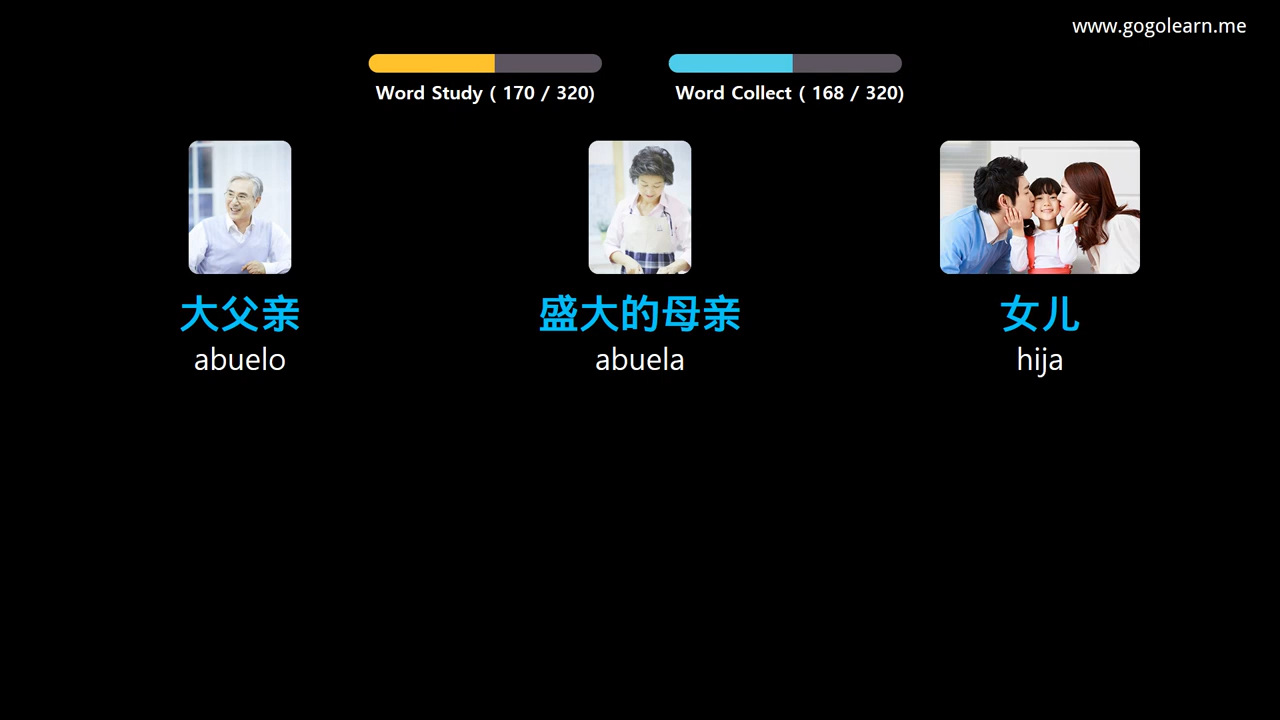 www.gogolearn.me
Word Study ( 170 / 320)
Word Collect ( 168 / 320)
大父亲
盛大的母亲
女儿
abuelo
abuela
hija